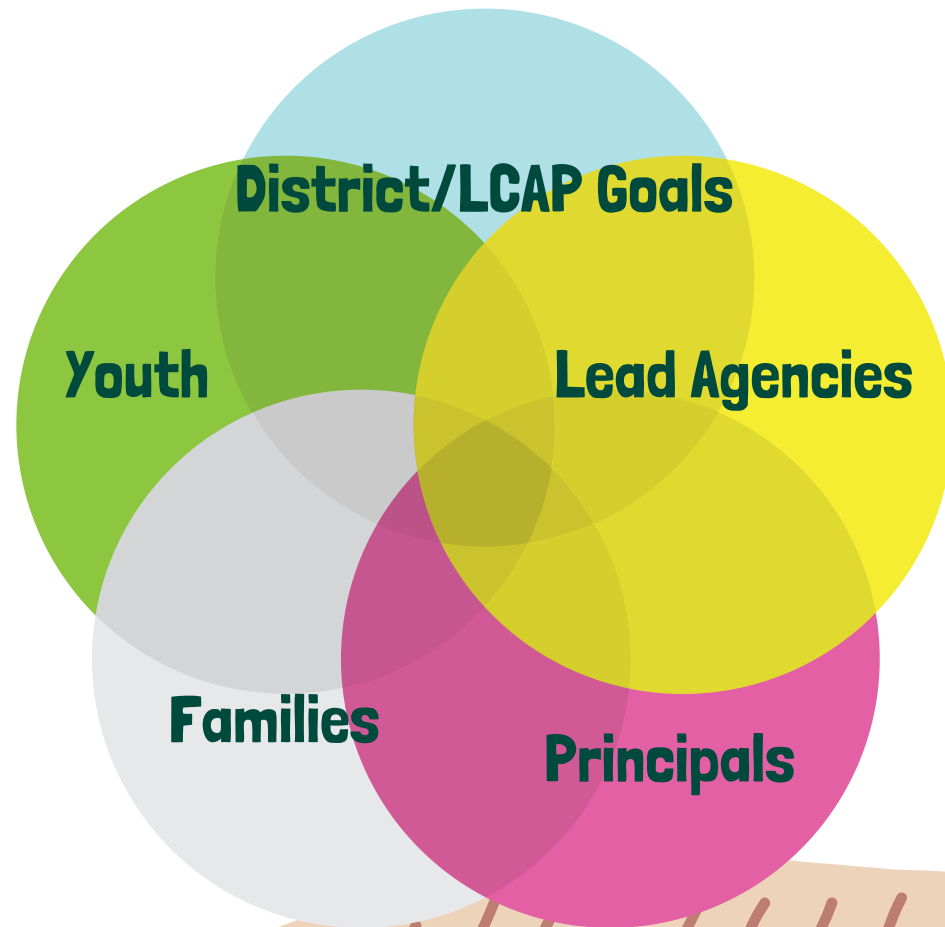 District/LCAP Goals
Youth
Lead Agencies
Families
Principals